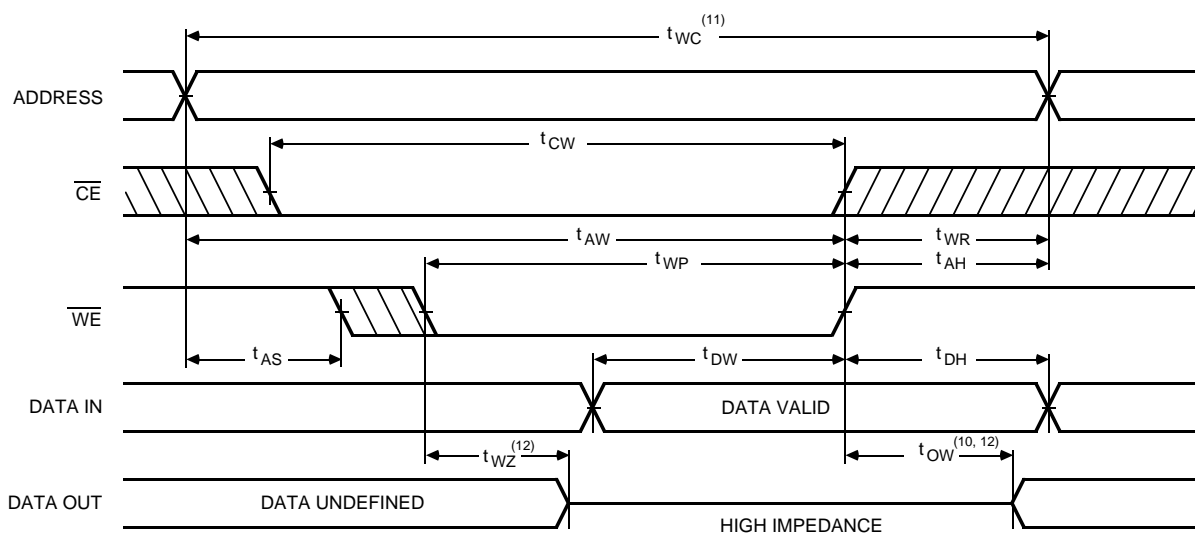 tWC(11)
ADDRESS
tCW
CE
tAW
tWR
tWP
tAH
WE
tAS
tDW
tDH
DATA IN
DATA VALID
tWZ(12)
tOW(10, 12)
DATA OUT
DATA UNDEFINED
HIGH IMPEDANCE